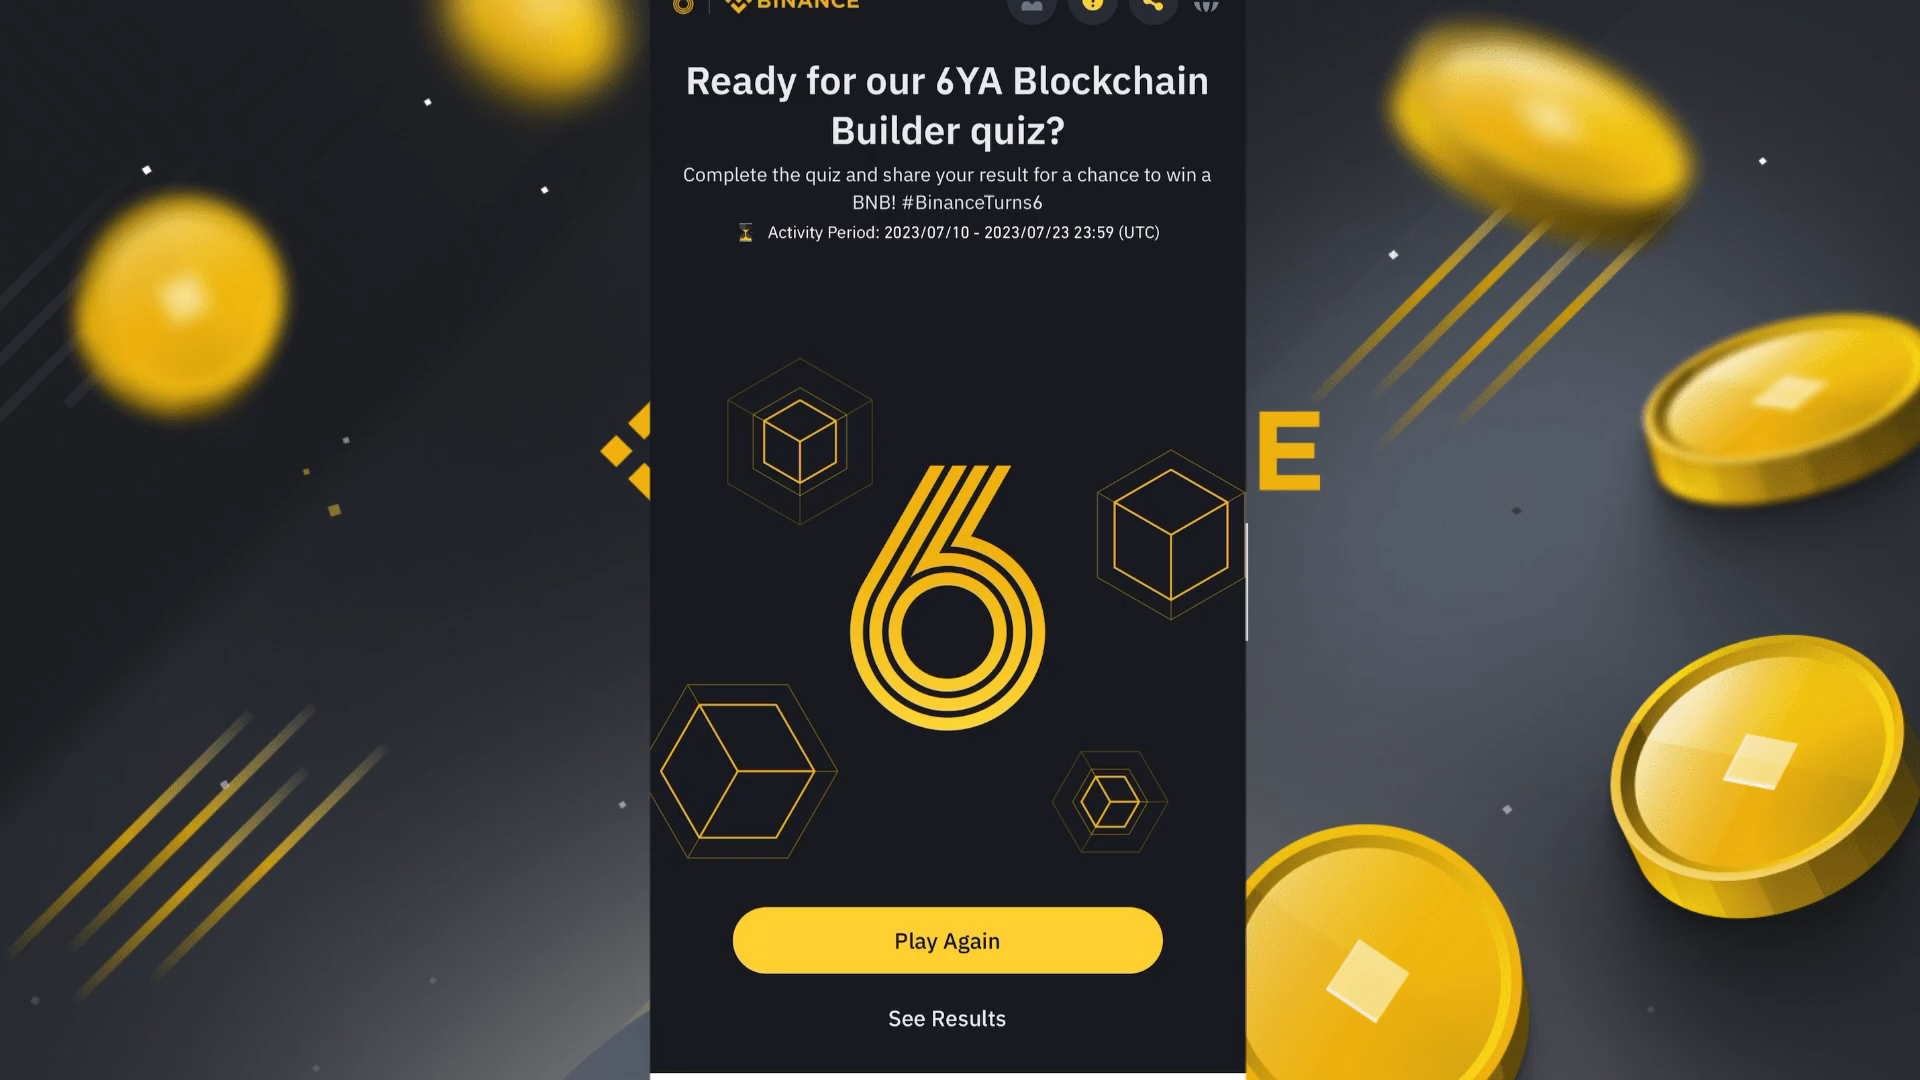 BINANCE
Ready for our 6YA Blockchain
Builder quiz?
Complete the quiz and share your result for a chance to win a
BNB! #BinanceTurns6
Activity Period: 2023/07/10 - 2023/07/23 23:59 (UTC)
6
E
Play Again
See Results